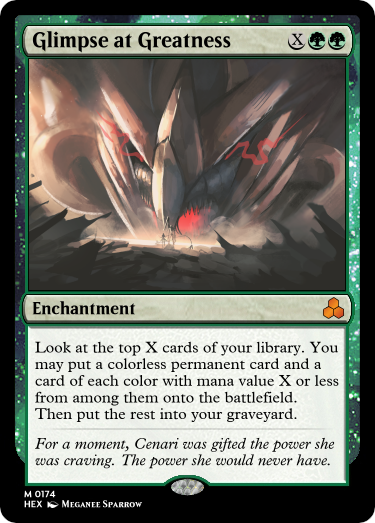 Glimpse at Greatness X
Enchantment
Look at the top X cards of your library. You
may put a colorless permanent card and a
card of each color with mana value X or less
from among them onto the battlefield.
Then put the rest into your graveyard.
For a moment, Cenari was gifted the power she
was craving. The power she would never have.
M 0174
HEX Meganee Sparrow